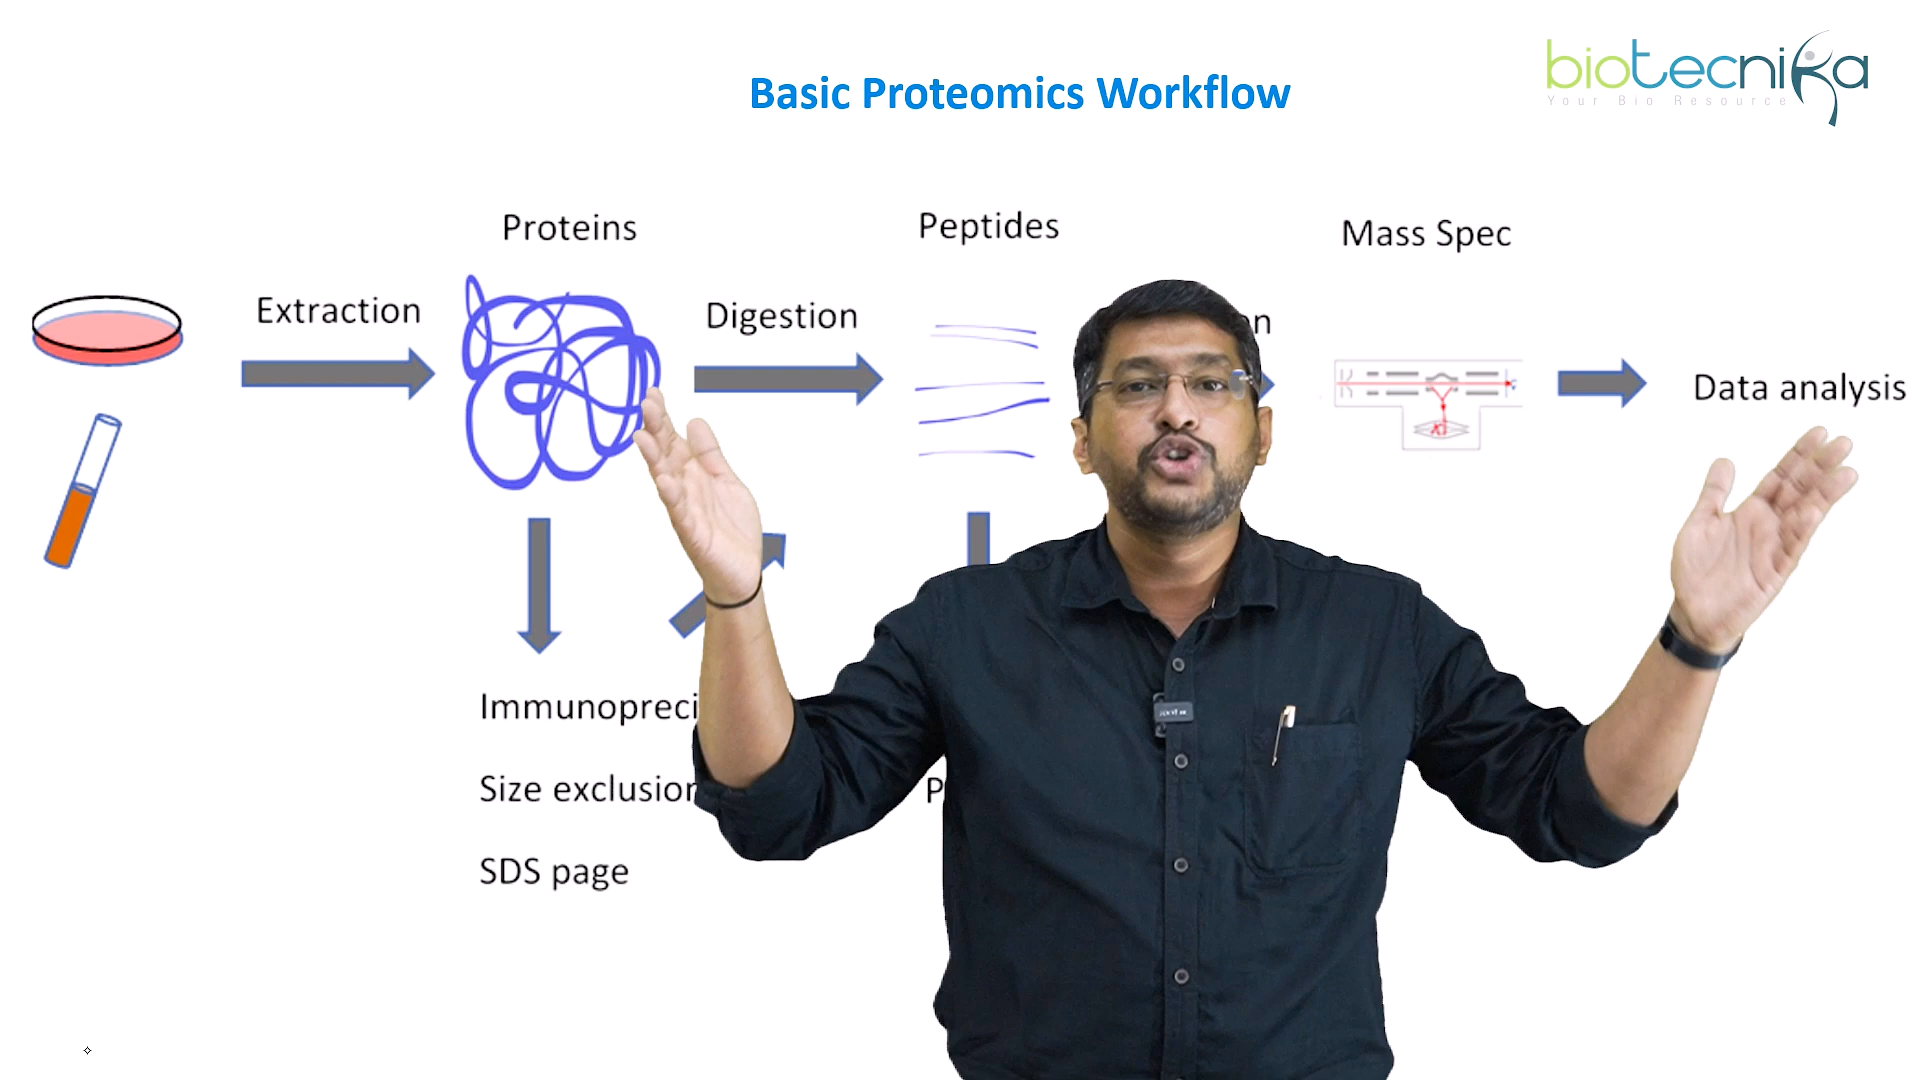 Basic Proteomics Workflow
biotecnika
Your Bio Resource
Proteins
Peptides
Mass Spec
Extraction
Digestion
Data analysis
Immunopreci
Size exclusion
SDS page